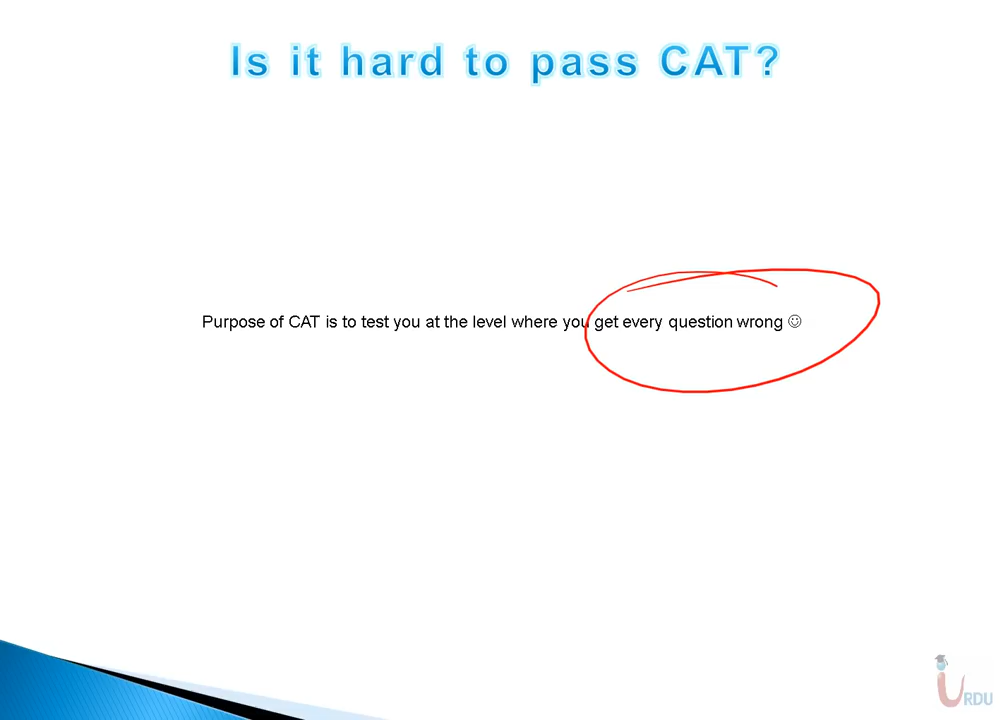 Is it hard to pass CAT?
Purpose of CAT is to test you at the level where you get every question wrong ☺
URDU